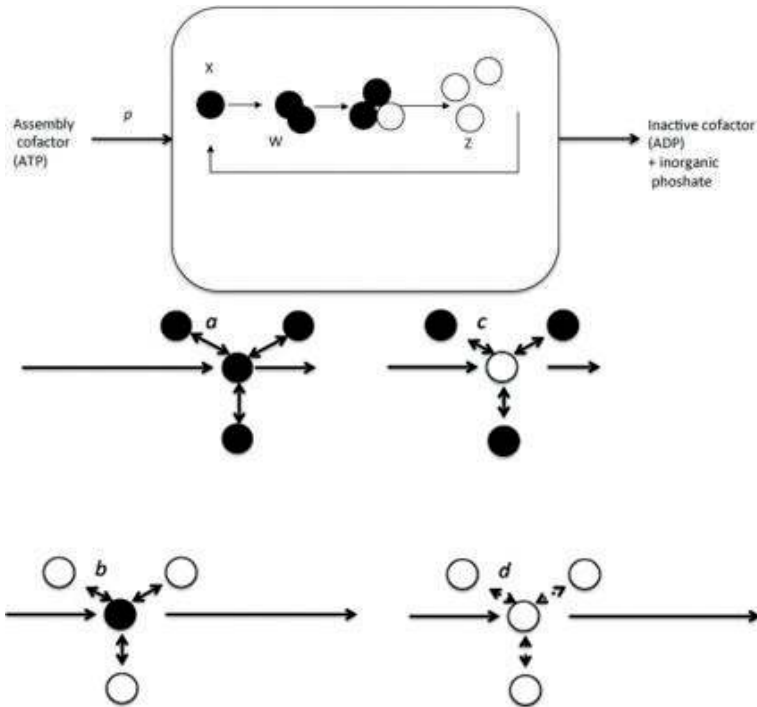 X
p
Assembly
cofactor
(ATP)
W
Z
Inactive cofactor
(ADP)
+ inorganic
phoshate
a
c
b
d